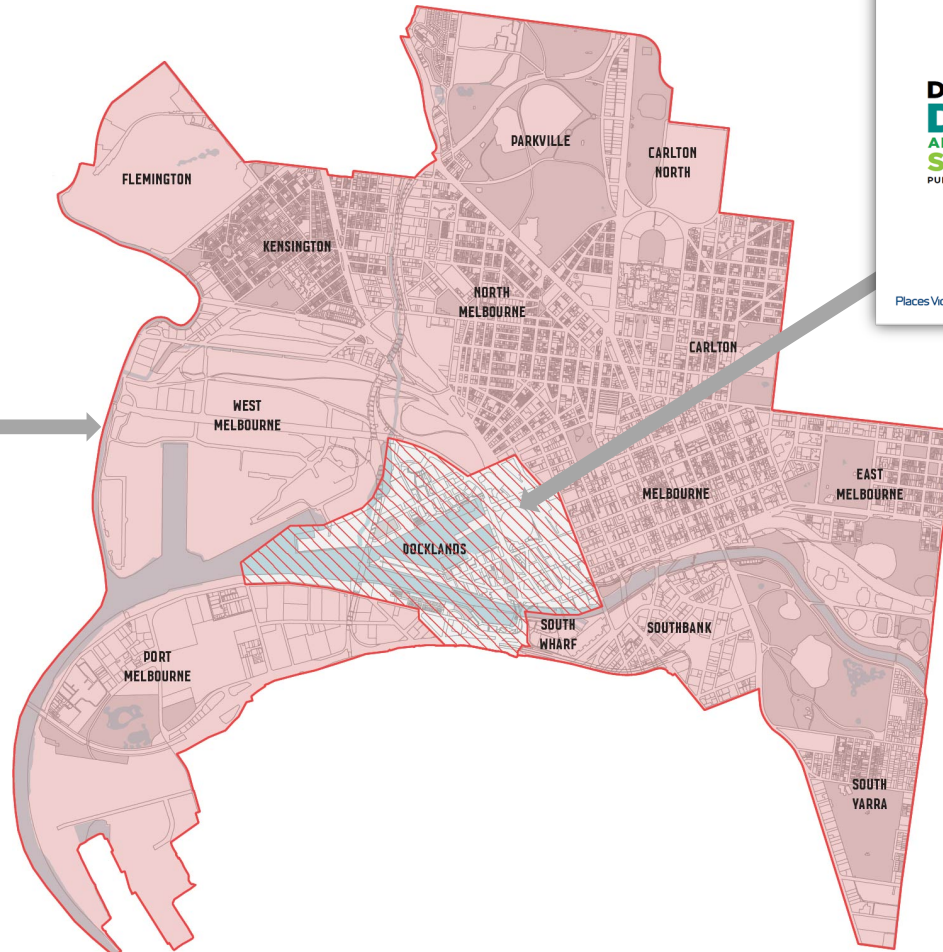 PARKVILLE
CARLTON
NORTH
FLEMINGTON
KENSINGTON
NORTH
MELBOURNE
CARLTON
WEST
MELBOURNE
EAST
MELBOURNE
MELBOURNE
DOCKLANDS
SOUTH
WHARF
SOUTHBANK
PORT
MELBOURNE
SOUTH
YARRA
Places